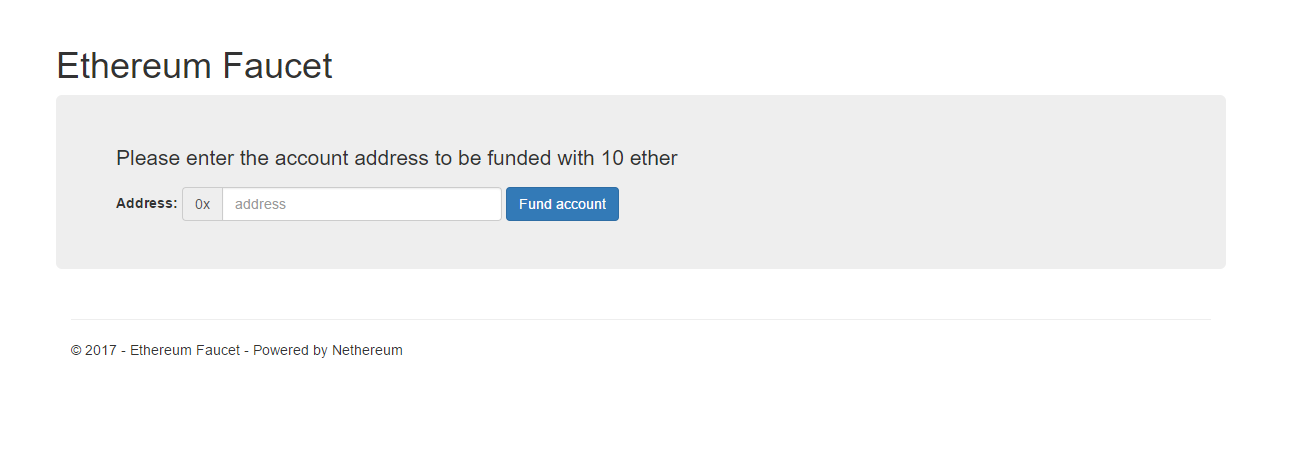 Ethereum Faucet
Please enter the account address to be funded with 10 ether
Address: 0x address Fund account
© 2017 - Ethereum Faucet - Powered by Nethereum